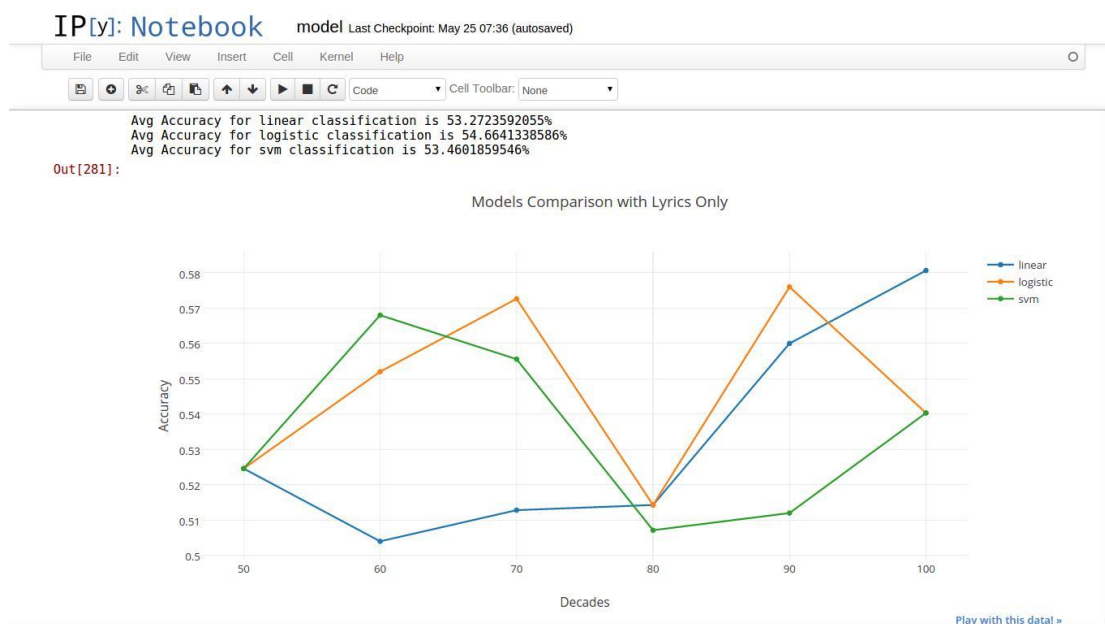 IP[y]: Notebook model Last Checkpoint: May 25 07:36 (autosaved)
File Edit View Insert Cell Kernel Help
Code Cell Toolbar: None
Avg Accuracy for linear classification is 53.2723592055%
Avg Accuracy for logistic classification is 54.6641338586%
Avg Accuracy for svm classification is 53.4601859546%
Out[281]:
Models Comparison with Lyrics Only
linear
logistic
svm
Accuracy
0.58
0.57
0.56
0.55
0.54
0.53
0.52
0.51
0.5
50 60 70 80 90 100
Decades
Play with this data! »